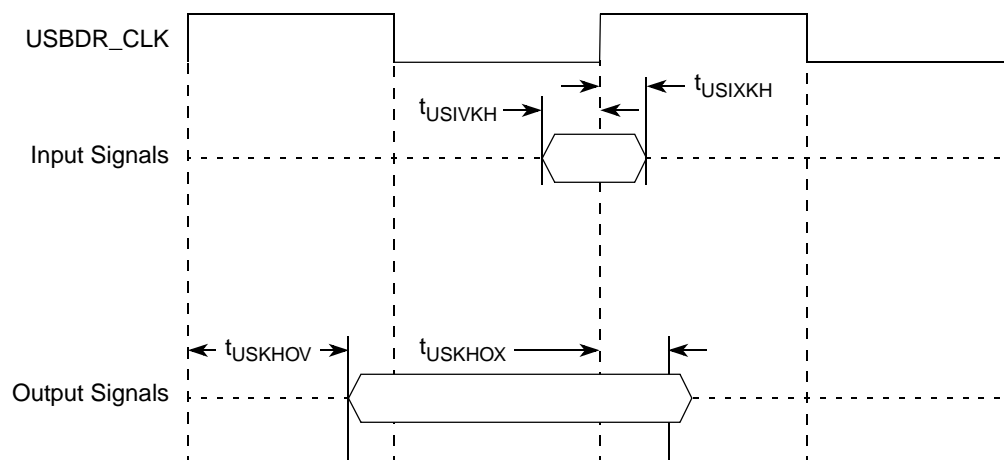 USBDR_CLK
tUSIXKH
tUSIVKH
Input Signals
tUSKHOV
tUSKHOX
Output Signals